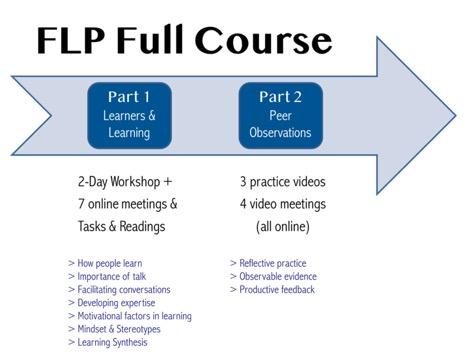 FLP Full Course
Part 1
Learners &
Learning
Part 2
Peer
Observations
2-Day Workshop +
7 online meetings &
Tasks & Readings
3 practice videos
4 video meetings
(all online)
> How people learn
> Importance of talk
> Facilitating conversations
> Developing expertise
> Motivational factors in learning
> Mindset & Stereotypes
> Learning Synthesis
> Reflective practice
> Observable evidence
> Productive feedback